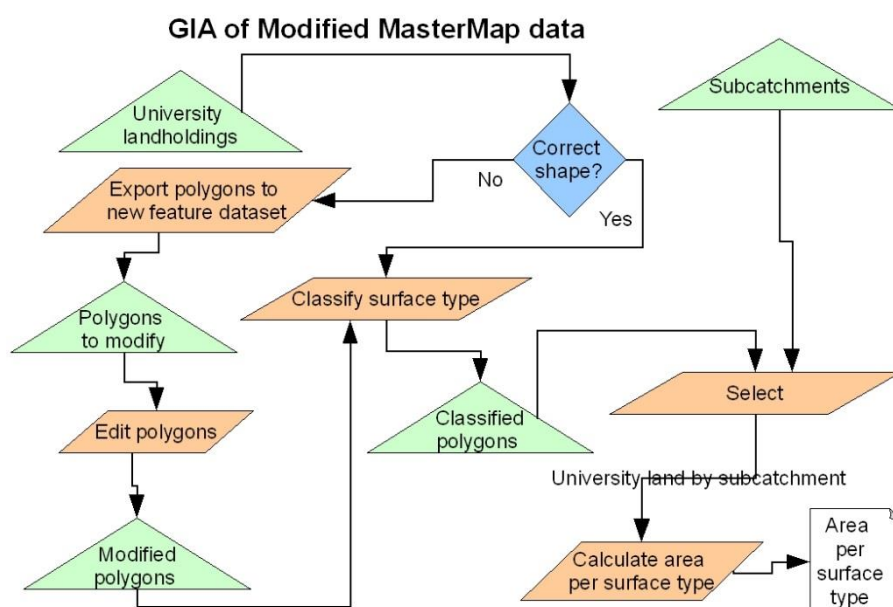 GIA of Modified MasterMap data
University
landholdings
Subcatchments
Correct
shape?
No
Yes
Export polygons to
new feature dataset
Classify surface type
Polygons
to modify
Edit polygons
Classified
polygons
Select
University land by subcatchment
Modified
polygons
Calculate area
per surface type
Area
per
surface
type